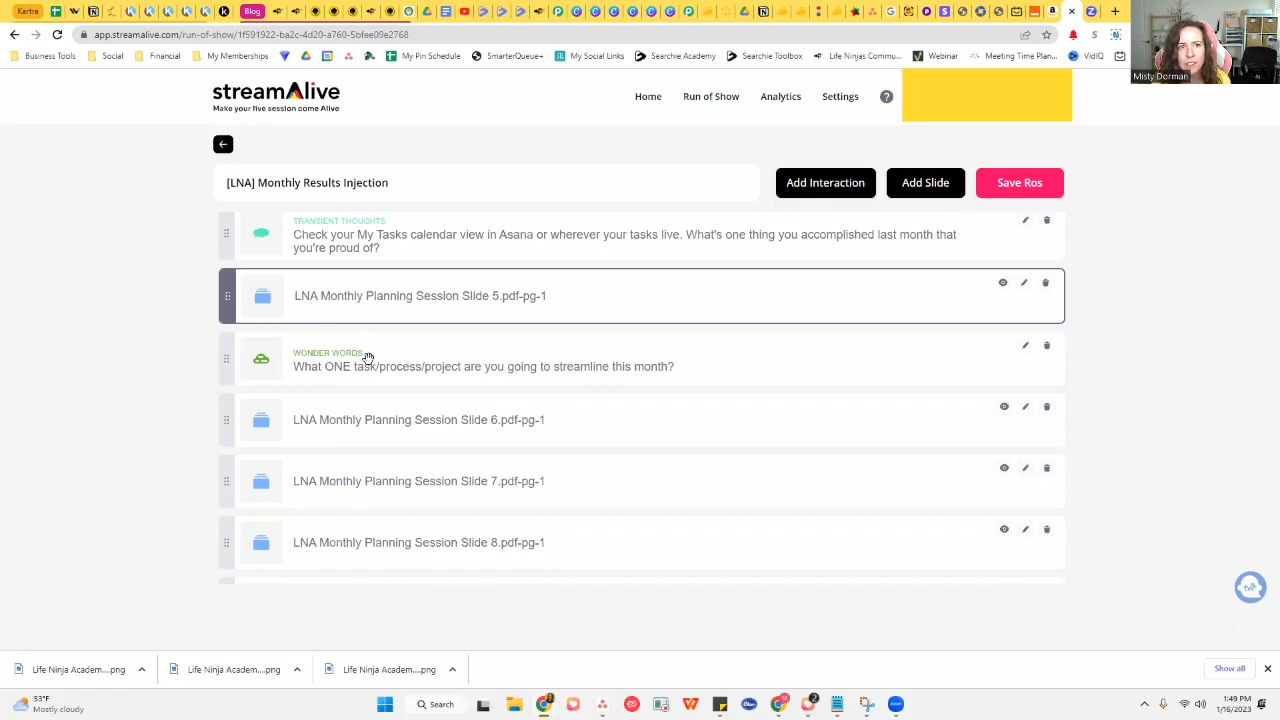 Kartra
Blog
app.streamalive.com/run-of-show/1f591922-b2c2-4d20-a760-5bfee09e2768
Business Tools
Social
Financial
My Memberships
My Pin Schedule
SmarterQueue+
My Social Links
Searchie Academy
Searchie Toolbox
Life Ninjas Commu...
Webinar
Meeting Time Plan...
VidIQ
Misty Dorman
streamAlive
Make your live session come Alive
Home
Run of Show
Analytics
Settings
?
[LNA] Monthly Results Injection
Add Interaction
Add Slide
Save Ros
TRANSIENT THOUGHTS
Check your My Tasks calendar view in Asana or wherever your tasks live. What's one thing you accomplished last month that
you're proud of?
LNA Monthly Planning Session Slide 5.pdf-pg-1
WONDER WORDS
What ONE task/process/project are you going to streamline this month?
LNA Monthly Planning Session Slide 6.pdf-pg-1
LNA Monthly Planning Session Slide 7.pdf-pg-1
LNA Monthly Planning Session Slide 8.pdf-pg-1
Life Ninja Academ....png
Life Ninja Academ....png
Life Ninja Academ....png
Show all
53°F
Mostly cloudy
Search
1:49 PM
1/16/2023